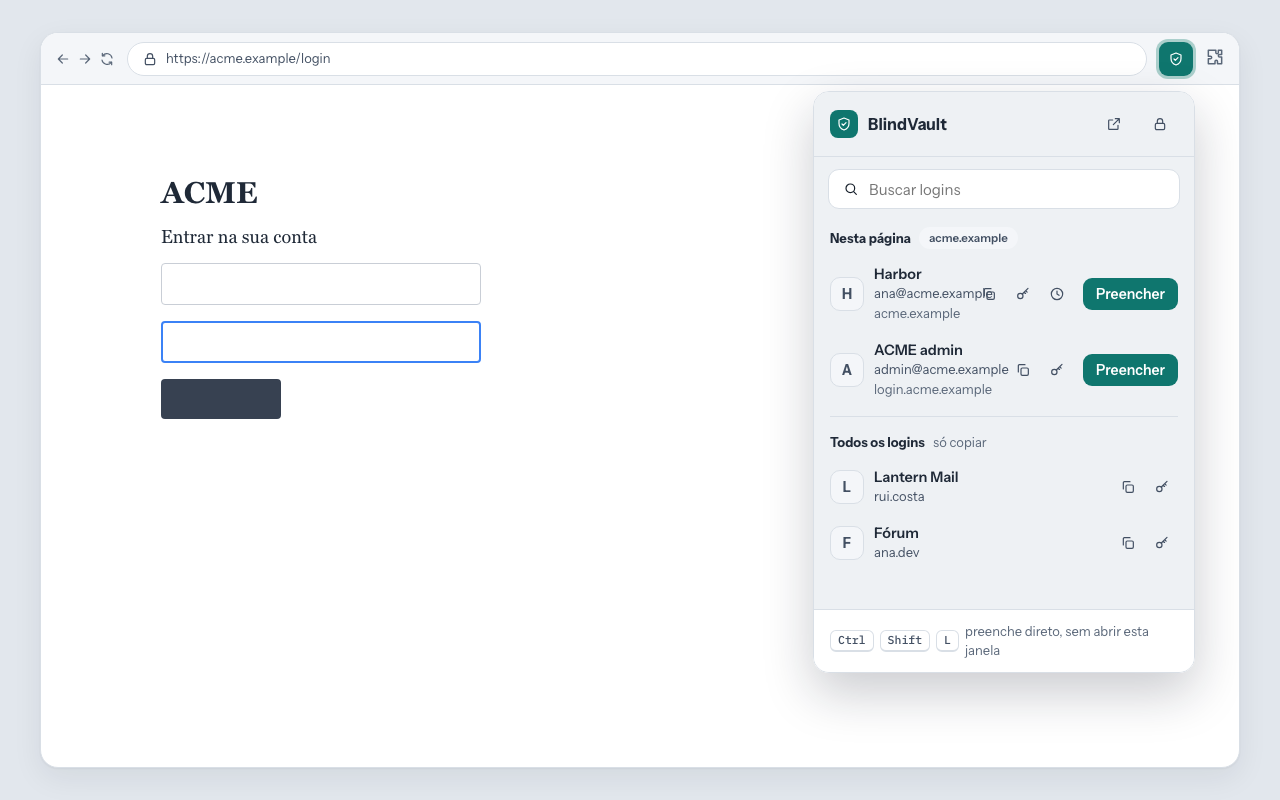 https://acme.example/login
BlindVault
ACME
Entrar na sua conta
Buscar logins
Nesta página acme.example
H Harbor
ana@acme.example
acme.example
Preencher
A ACME admin
admin@acme.example
login.acme.example
Preencher
Todos os logins só copiar
L Lantern Mail
rui.costa
F Fórum
ana.dev
Ctrl Shift L preenche direto, sem abrir esta
janela